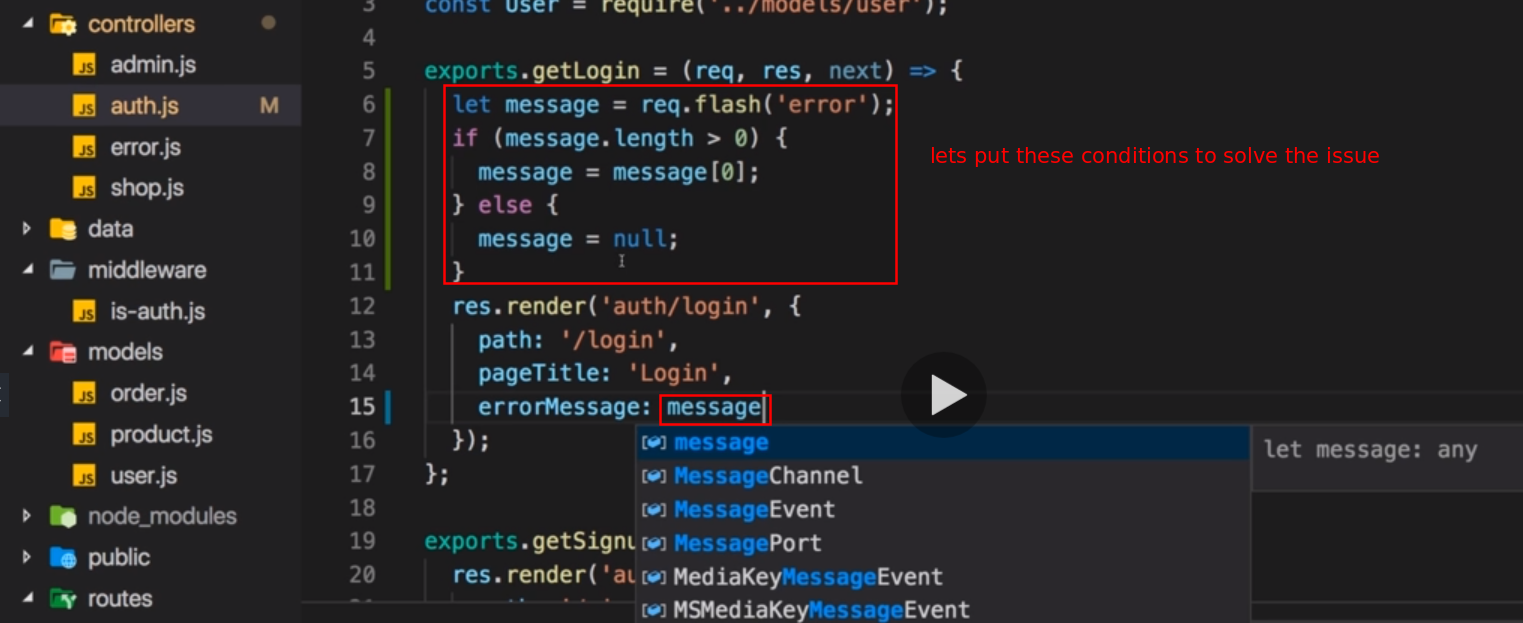 controllers
admin.js
auth.js M
error.js
shop.js
data
middleware
is-auth.js
models
order.js
product.js
user.js
node_modules
public
routes
3 const User = require('../models/user');
4
5 exports.getLogin = (req, res, next) => {
6 let message = req.flash('error');
7 if (message.length > 0) {
8 message = message[0];
9 } else {
10 message = null;
11 }
12 res.render('auth/login', {
13 path: '/login',
14 pageTitle: 'Login',
15 errorMessage: message
16 });
17 };
18
19 exports.getSignu
20 res.render('au
lets put these conditions to solve the issue
message
MessageChannel
MessageEvent
MessagePort
MediaKeyMessageEvent
MSMediaKeyMessageEvent
let message: any